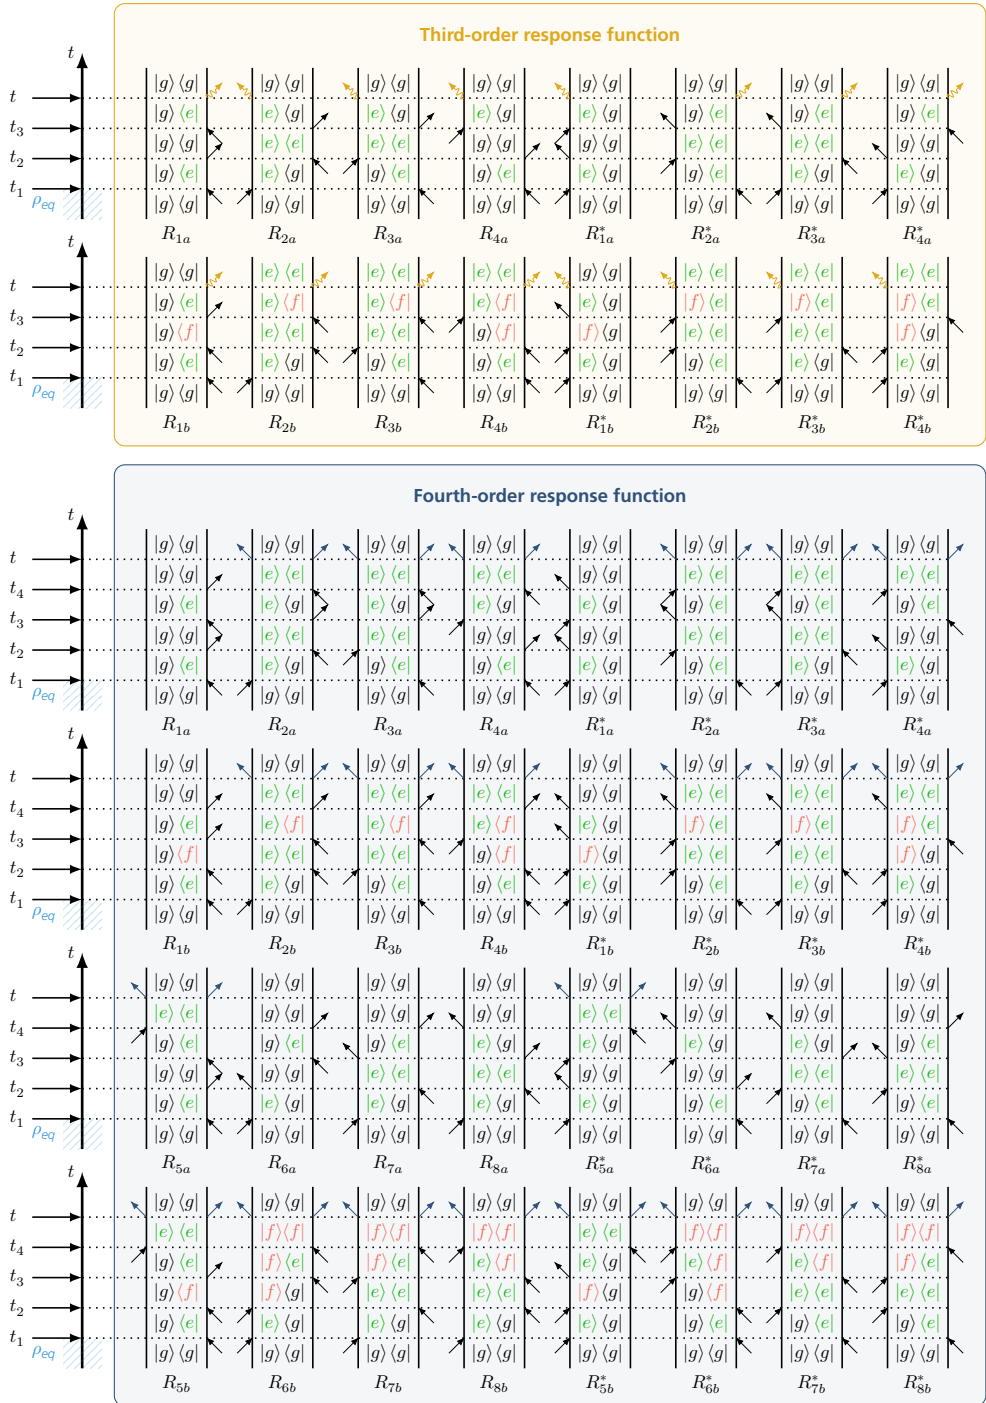 Third-order response function
t
|g⟩⟨g| |g⟩⟨g| |g⟩⟨g| |g⟩⟨g| |g⟩⟨g| |g⟩⟨g| |g⟩⟨g| |g⟩⟨g|
t
|g⟩⟨e| |e⟩⟨g| |e⟩⟨g| |e⟩⟨g| |e⟩⟨g| |g⟩⟨e| |g⟩⟨e| |g⟩⟨e|
t₃
|g⟩⟨g| |e⟩⟨e| |e⟩⟨e| |g⟩⟨g| |g⟩⟨g| |e⟩⟨e| |e⟩⟨e| |g⟩⟨g|
t₂
|g⟩⟨e| |e⟩⟨g| |g⟩⟨e| |g⟩⟨e| |e⟩⟨g| |g⟩⟨e| |e⟩⟨g| |e⟩⟨g|
t₁
ρeq |g⟩⟨g| |g⟩⟨g| |g⟩⟨g| |g⟩⟨g| |g⟩⟨g| |g⟩⟨g| |g⟩⟨g| |g⟩⟨g|
R1a R2a R3a R4a R*1a R*2a R*3a R*4a
t
|g⟩⟨g| |e⟩⟨e| |e⟩⟨e| |e⟩⟨e| |g⟩⟨g| |e⟩⟨e| |e⟩⟨e| |e⟩⟨e|
t
|g⟩⟨e| |e⟩⟨f| |e⟩⟨f| |e⟩⟨f| |e⟩⟨g| |f⟩⟨e| |f⟩⟨e| |f⟩⟨e|
t₃
|g⟩⟨f| |e⟩⟨e| |e⟩⟨e| |g⟩⟨f| |f⟩⟨g| |e⟩⟨e| |e⟩⟨e| |f⟩⟨g|
t₂
|g⟩⟨e| |e⟩⟨g| |g⟩⟨e| |g⟩⟨e| |e⟩⟨g| |g⟩⟨e| |e⟩⟨g| |e⟩⟨g|
t₁
ρeq |g⟩⟨g| |g⟩⟨g| |g⟩⟨g| |g⟩⟨g| |g⟩⟨g| |g⟩⟨g| |g⟩⟨g| |g⟩⟨g|
R1b R2b R3b R4b R*1b R*2b R*3b R*4b
Fourth-order response function
t
|g⟩⟨g| |g⟩⟨g| |g⟩⟨g| |g⟩⟨g| |g⟩⟨g| |g⟩⟨g| |g⟩⟨g| |g⟩⟨g|
t
|g⟩⟨g| |e⟩⟨e| |e⟩⟨e| |e⟩⟨e| |g⟩⟨g| |e⟩⟨e| |e⟩⟨e| |e⟩⟨e|
t₄
|g⟩⟨e| |e⟩⟨g| |e⟩⟨g| |e⟩⟨g| |e⟩⟨g| |g⟩⟨e| |g⟩⟨e| |g⟩⟨e|
t₃
|g⟩⟨g| |e⟩⟨e| |e⟩⟨e| |g⟩⟨g| |g⟩⟨g| |e⟩⟨e| |e⟩⟨e| |g⟩⟨g|
t₂
|g⟩⟨e| |e⟩⟨g| |g⟩⟨e| |g⟩⟨e| |e⟩⟨g| |g⟩⟨e| |e⟩⟨g| |e⟩⟨g|
t₁
ρeq |g⟩⟨g| |g⟩⟨g| |g⟩⟨g| |g⟩⟨g| |g⟩⟨g| |g⟩⟨g| |g⟩⟨g| |g⟩⟨g|
R1a R2a R3a R4a R*1a R*2a R*3a R*4a
t
|g⟩⟨g| |g⟩⟨g| |g⟩⟨g| |g⟩⟨g| |g⟩⟨g| |g⟩⟨g| |g⟩⟨g| |g⟩⟨g|
t
|g⟩⟨g| |e⟩⟨e| |e⟩⟨e| |e⟩⟨e| |g⟩⟨g| |e⟩⟨e| |e⟩⟨e| |e⟩⟨e|
t₄
|g⟩⟨e| |e⟩⟨f| |e⟩⟨f| |e⟩⟨f| |e⟩⟨g| |f⟩⟨e| |f⟩⟨e| |f⟩⟨e|
t₃
|g⟩⟨f| |e⟩⟨e| |e⟩⟨e| |g⟩⟨f| |f⟩⟨g| |e⟩⟨e| |e⟩⟨e| |f⟩⟨g|
t₂
|g⟩⟨e| |e⟩⟨g| |g⟩⟨e| |g⟩⟨e| |e⟩⟨g| |g⟩⟨e| |e⟩⟨g| |e⟩⟨g|
t₁
ρeq |g⟩⟨g| |g⟩⟨g| |g⟩⟨g| |g⟩⟨g| |g⟩⟨g| |g⟩⟨g| |g⟩⟨g| |g⟩⟨g|
R1b R2b R3b R4b R*1b R*2b R*3b R*4b
t
|g⟩⟨g| |g⟩⟨g| |g⟩⟨g| |g⟩⟨g| |g⟩⟨g| |g⟩⟨g| |g⟩⟨g| |g⟩⟨g|
t
|e⟩⟨e| |g⟩⟨g| |g⟩⟨g| |g⟩⟨g| |e⟩⟨e| |g⟩⟨g| |g⟩⟨g| |g⟩⟨g|
t₄
|g⟩⟨e| |g⟩⟨e| |g⟩⟨e| |e⟩⟨g| |e⟩⟨g| |e⟩⟨g| |e⟩⟨g| |g⟩⟨e|
t₃
|g⟩⟨g| |g⟩⟨g| |e⟩⟨e| |e⟩⟨e| |g⟩⟨g| |g⟩⟨g| |e⟩⟨e| |e⟩⟨e|
t₂
|g⟩⟨e| |e⟩⟨g| |e⟩⟨g| |e⟩⟨g| |e⟩⟨g| |g⟩⟨e| |g⟩⟨e| |g⟩⟨e|
t₁
ρeq |g⟩⟨g| |g⟩⟨g| |g⟩⟨g| |g⟩⟨g| |g⟩⟨g| |g⟩⟨g| |g⟩⟨g| |g⟩⟨g|
R5a R6a R7a R8a R*5a R*6a R*7a R*8a
t
|g⟩⟨g| |g⟩⟨g| |g⟩⟨g| |g⟩⟨g| |g⟩⟨g| |g⟩⟨g| |g⟩⟨g| |g⟩⟨g|
t
|e⟩⟨e| |f⟩⟨f| |f⟩⟨f| |f⟩⟨f| |e⟩⟨e| |f⟩⟨f| |f⟩⟨f| |f⟩⟨f|
t₄
|g⟩⟨e| |f⟩⟨e| |f⟩⟨e| |e⟩⟨f| |e⟩⟨g| |e⟩⟨f| |e⟩⟨f| |f⟩⟨e|
t₃
|g⟩⟨f| |f⟩⟨g| |e⟩⟨e| |e⟩⟨e| |f⟩⟨g| |g⟩⟨f| |e⟩⟨e| |e⟩⟨e|
t₂
|g⟩⟨e| |e⟩⟨g| |e⟩⟨g| |e⟩⟨g| |e⟩⟨g| |g⟩⟨e| |g⟩⟨e| |g⟩⟨e|
t₁
ρeq |g⟩⟨g| |g⟩⟨g| |g⟩⟨g| |g⟩⟨g| |g⟩⟨g| |g⟩⟨g| |g⟩⟨g| |g⟩⟨g|
R5b R6b R7b R8b R*5b R*6b R*7b R*8b